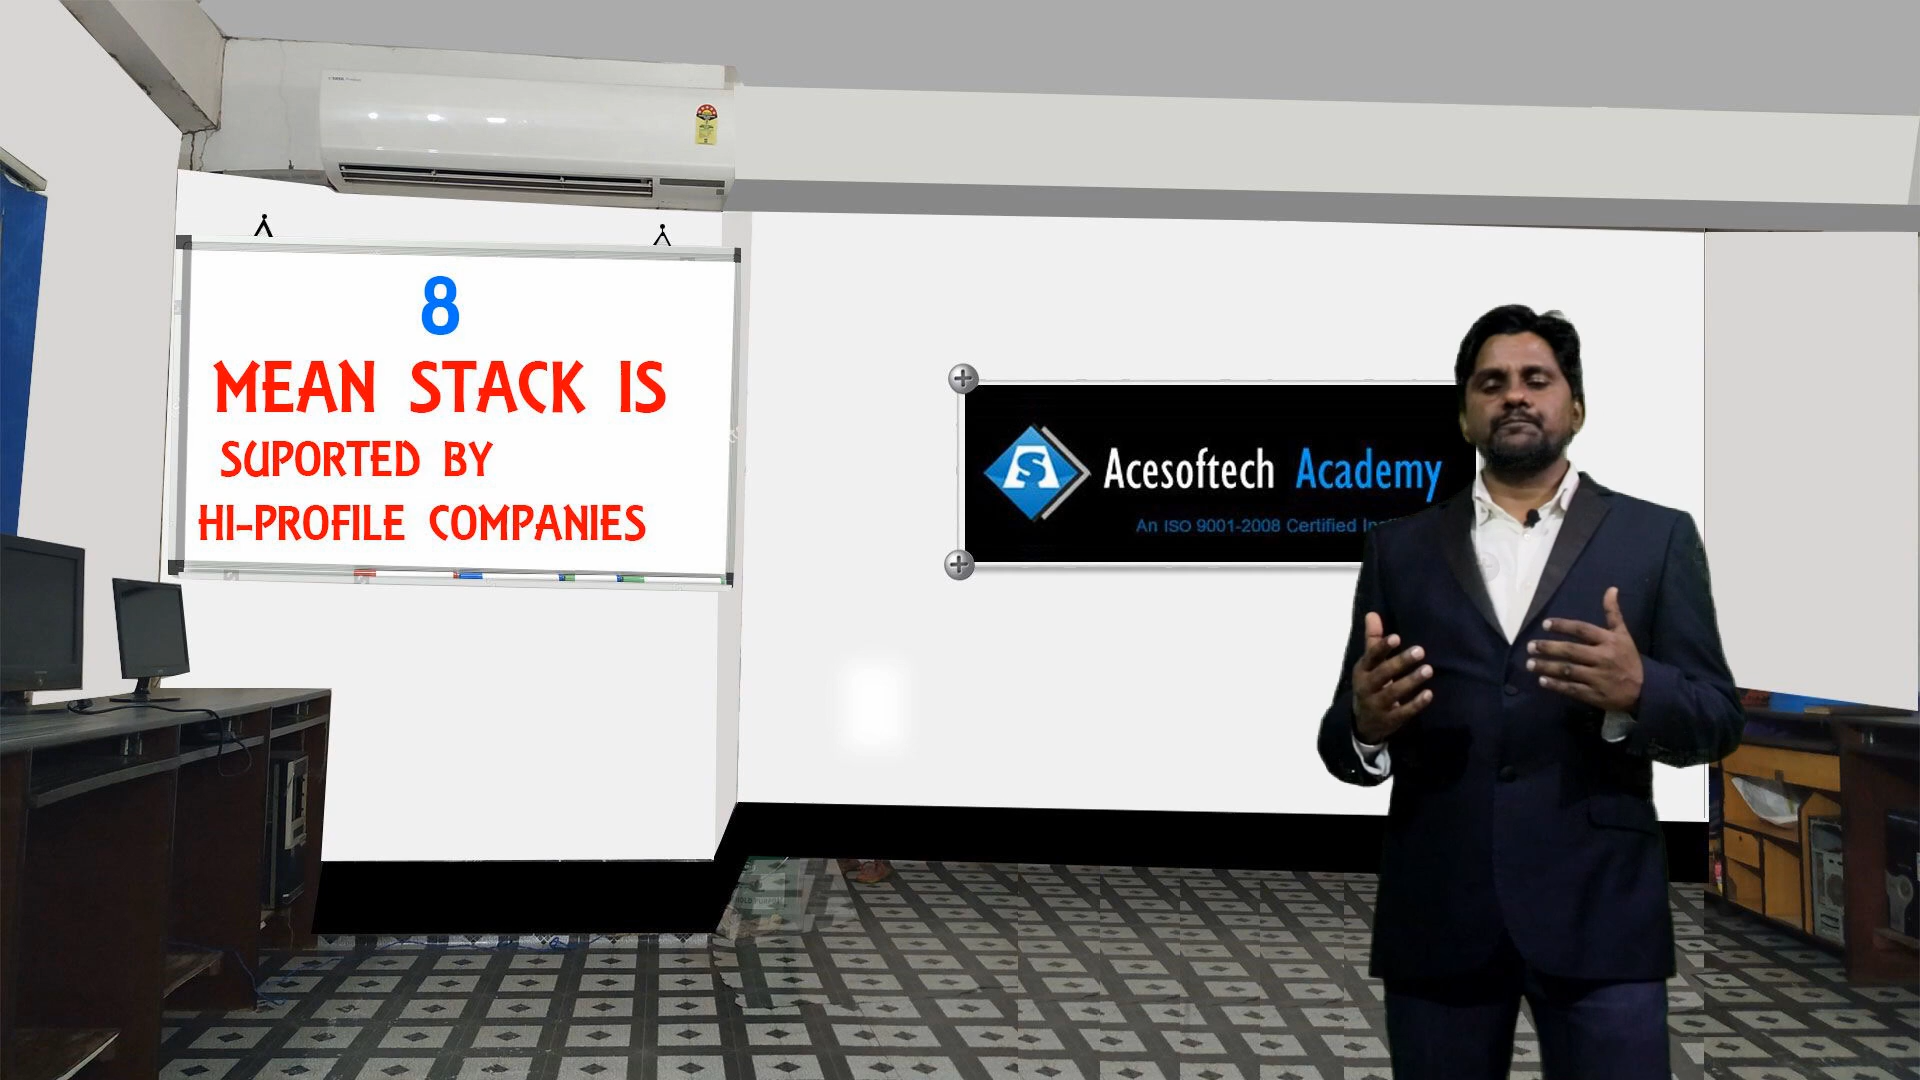 8
MEAN STACK IS
SUPORTED BY
HI-PROFILE COMPANIES
Acesoftech Academy
An ISO 9001-2008 Certified